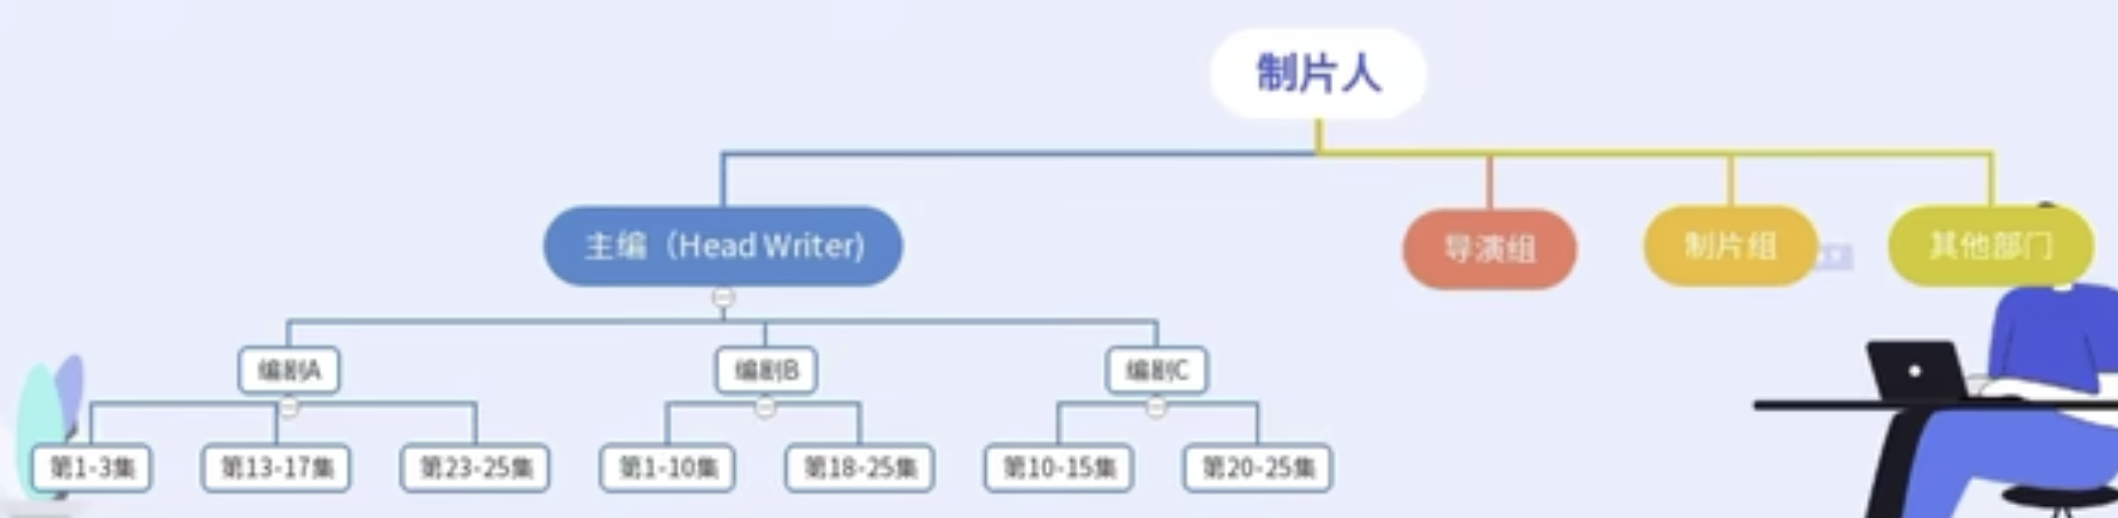 制片人
主编（Head Writer)
导演组
制片组
其他部门
编剧A
编剧B
编剧C
第1-3集
第13-17集
第23-25集
第1-10集
第18-25集
第10-15集
第20-25集